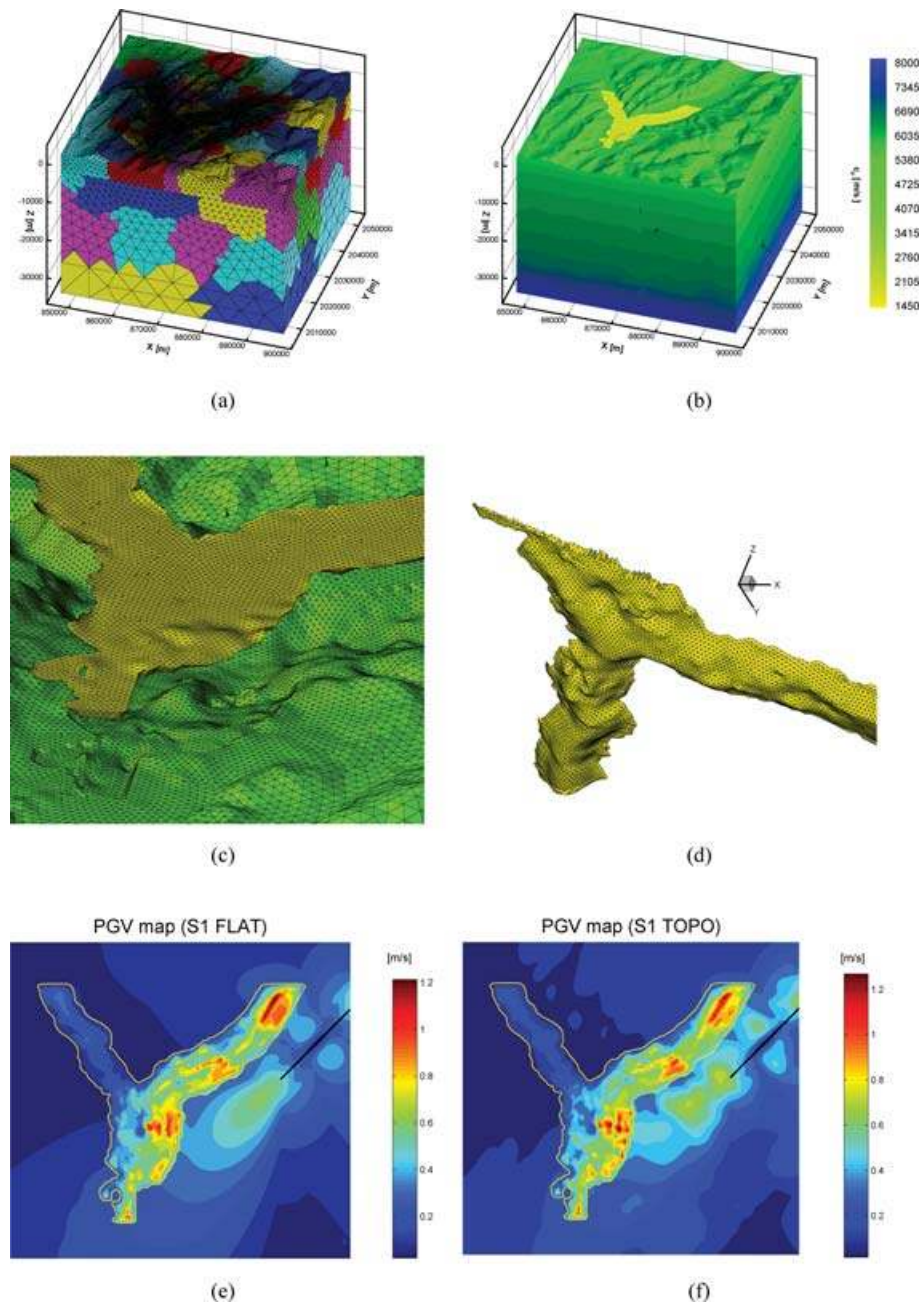 0
-10000
-20000
-30000
Z [m]
850000
860000
870000
880000
890000
900000
X [m]
2010000
2020000
2030000
2040000
2050000
Y [m]
(a)
0
-10000
-20000
-30000
Z [m]
850000
860000
870000
880000
890000
900000
X [m]
2010000
2020000
2030000
2040000
2050000
Y [m]
8000
7345
6690
6035
5380
4725
4070
3415
2760
2105
1450
[m/s]
(b)
(c)
Z
X
Y
(d)
PGV map (S1 FLAT)
[m/s]
1.2
1
0.8
0.6
0.4
0.2
(e)
PGV map (S1 TOPO)
[m/s]
1.2
1
0.8
0.6
0.4
0.2
(f)